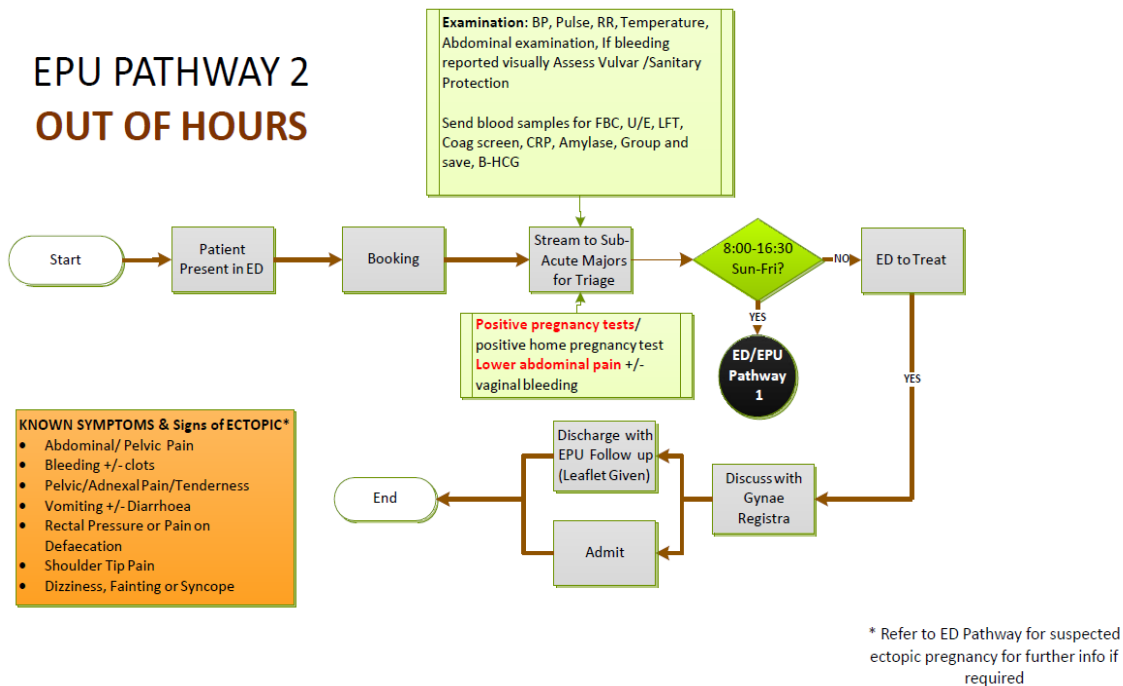 EPU PATHWAY 2
OUT OF HOURS
Examination: BP, Pulse, RR, Temperature,
Abdominal examination, If bleeding
reported visually Assess Vulvar /Sanitary
Protection
Send blood samples for FBC, U/E, LFT,
Coag screen, CRP, Amylase, Group and
save, B-HCG
Start
Patient
Present in ED
Booking
Stream to Sub-
Acute Majors
for Triage
8:00-16:30
Sun-Fri?
NO
ED to Treat
Positive pregnancy tests/
positive home pregnancy test
Lower abdominal pain +/-
vaginal bleeding
YES
ED/EPU
Pathway
1
YES
KNOWN SYMPTOMS & Signs of ECTOPIC*
• Abdominal/ Pelvic Pain
• Bleeding +/- clots
• Pelvic/Adnexal Pain/Tenderness
• Vomiting +/- Diarrhoea
• Rectal Pressure or Pain on
Defaecation
• Shoulder Tip Pain
• Dizziness, Fainting or Syncope
Discuss with
Gynae
Registra
Discharge with
EPU Follow up
(Leaflet Given)
Admit
End
* Refer to ED Pathway for suspected
ectopic pregnancy for further info if
required